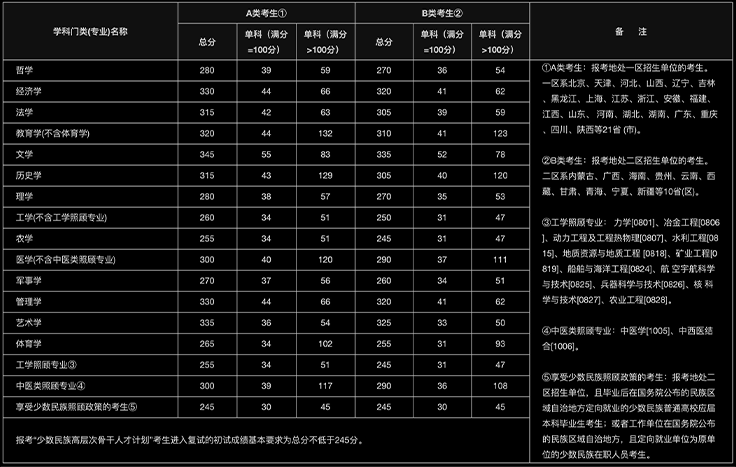 学科门类(专业)名称 A类考生① B类考生② 备 注
总分 单科（满分=100分） 单科（满分>100分） 总分 单科（满分=100分） 单科（满分>100分）
哲学 280 39 59 270 36 54
经济学 330 44 66 320 41 62
法学 315 42 63 305 39 59
教育学(不含体育学) 320 44 132 310 41 123
文学 345 55 83 335 52 78
历史学 315 43 129 305 40 120
理学 280 38 57 270 35 53
工学(不含工学照顾专业) 260 34 51 250 31 47
农学 255 34 51 245 31 47
医学(不含中医类照顾专业) 300 40 120 290 37 111
军事学 270 37 56 260 34 51
管理学 330 44 66 320 41 62
艺术学 335 36 54 325 33 50
体育学 265 34 102 255 31 93
工学照顾专业③ 255 34 51 245 31 47
中医类照顾专业④ 300 39 117 290 36 108
享受少数民族照顾政策的考生⑤ 245 30 45 245 30 45
报考“少数民族高层次骨干人才计划”考生进入复试的初试成绩基本要求为总分不低于245分。
①A类考生：报考地处一区招生单位的考生。
一区系北京、天津、河北、山西、辽宁、吉林
、黑龙江、上海、江苏、浙江、安徽、福建、
江西、山东、 河南、湖北、湖南、广东、重庆
、四川、陕西等21省 (市)。
②B类考生：报考地处二区招生单位的考生。
二区系内蒙古、广西、海南、贵州、云南、西
藏、甘肃、青海、宁夏、新疆等10省(区)。
③工学照顾专业： 力学[0801]、冶金工程[0806
]、动力工程及工程热物理[0807]、水利工程[08
15]、地质资源与地质工程 [0818]、矿业工程[0
819]、船舶与海洋工程[0824]、航 空宇航科学
与技术[0825]、兵器科学与技术[0826]、核 科
学与技术[0827]、农业工程[0828]。
④中医类照顾专业：中医学[1005]、中西医结
合[1006]。
⑤享受少数民族照顾政策的考生：报考地处二
区招生单位，且毕业后在国务院公布的民族区
域自治地方定向就业的少数民族普通高校应届
本科毕业生考生；或者工作单位在国务院公布
的民族区域自治地方，且定向就业单位为原单
位的少数民族在职人员考生。